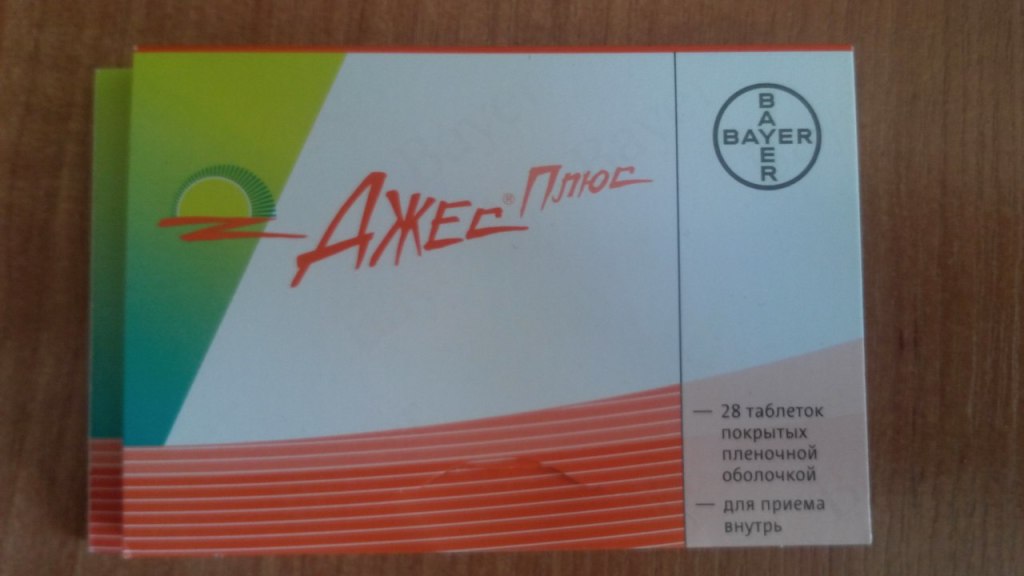 Джес® Плюс
BAYER
BAYER
— 28 таблеток
покрытых
пленочной
оболочкой
— для приема
внутрь